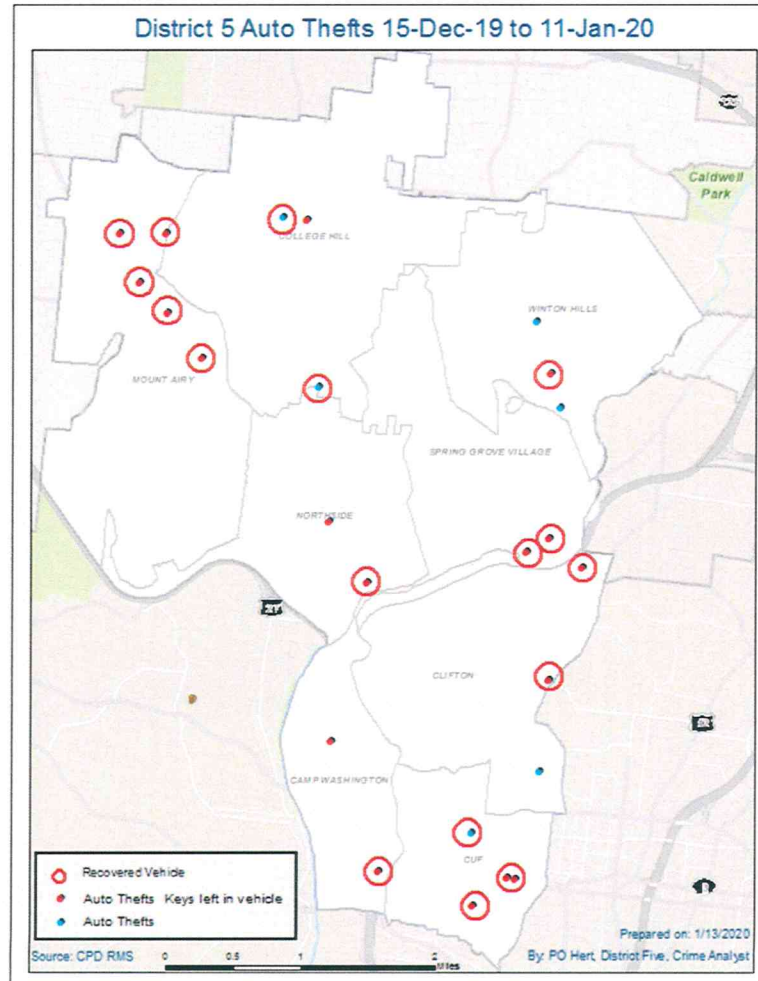 District 5 Auto Thefts 15-Dec-19 to 11-Jan-20
Caldwell
Park
COLLEGE HILL
WINTON HILLS
MOUNT AIRY
SPRING GROVE VILLAGE
NORTHSIDE
CLIFTON
CAMP WASHINGTON
CUF
Recovered Vehicle
Auto Thefts Keys left in vehicle
Auto Thefts
Prepared on: 1/13/2020
Source: CPD RMS
0 0.5 1 2
Miles
By: PO Hert, District Five, Crime Analyst